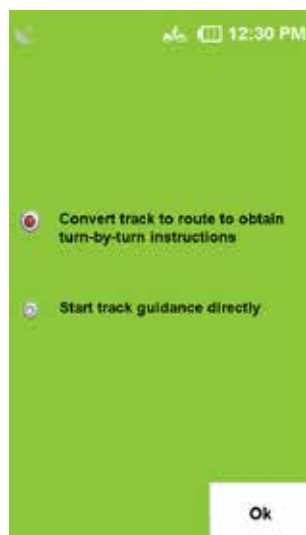 12:30 PM
Convert track to route to obtain
turn-by-turn instructions
Start track guidance directly
Ok